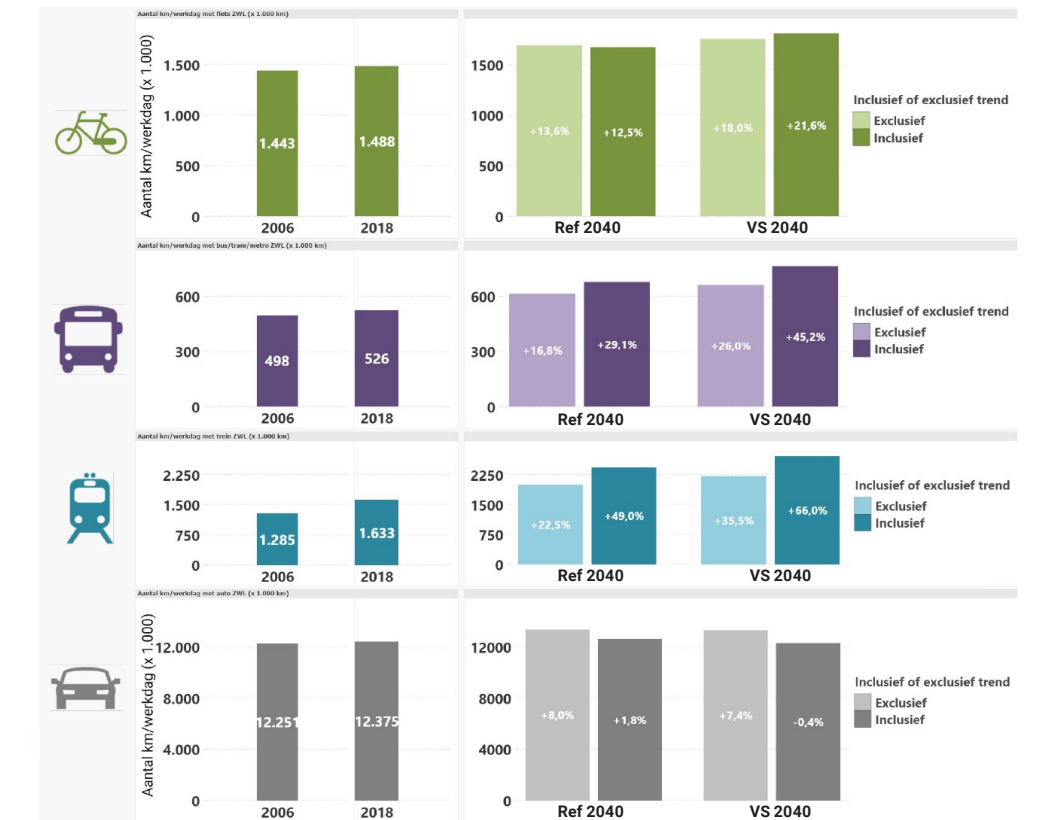 Aantal km/werkdag met fiets ZWL (x 1.000 km)
Aantal km/werkdag (x 1.000)
1.500
1.000
500
0
1.443
1.488
2006
2018
1500
1000
500
0
+13,6%
+12,5%
+18,0%
+21,6%
Ref 2040
VS 2040
Inclusief of exclusief trend
Exclusief
Inclusief
Aantal km/werkdag met bus/tram/metro ZWL (x 1.000 km)
600
300
0
498
526
2006
2018
600
300
0
+16,8%
+29,1%
+26,0%
+45,2%
Ref 2040
VS 2040
Inclusief of exclusief trend
Exclusief
Inclusief
Aantal km/werkdag met trein ZWL (x 1.000 km)
2.250
1.500
750
0
1.285
1.633
2006
2018
2250
1500
750
0
+22,5%
+49,0%
+35,5%
+66,0%
Ref 2040
VS 2040
Inclusief of exclusief trend
Exclusief
Inclusief
Aantal km/werkdag met auto ZWL (x 1.000 km)
Aantal km/werkdag (x 1.000)
12.000
8.000
4.000
0
12.251
12.375
2006
2018
12000
8000
4000
0
+8,0%
+1,8%
+7,4%
-0,4%
Ref 2040
VS 2040
Inclusief of exclusief trend
Exclusief
Inclusief